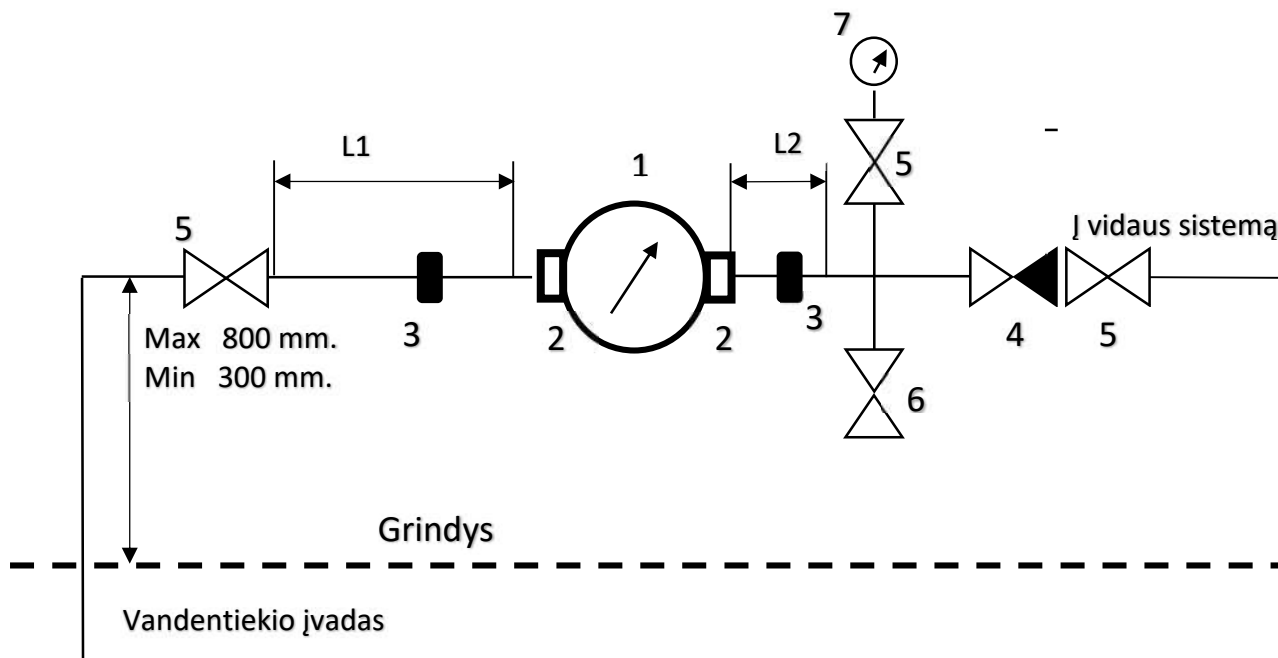 7
L1
L2
1
5
5
Į vidaus sistemą
3
2
2
3
4
5
Max 800 mm.
Min 300 mm.
6
Grindys
Vandentiekio įvadas